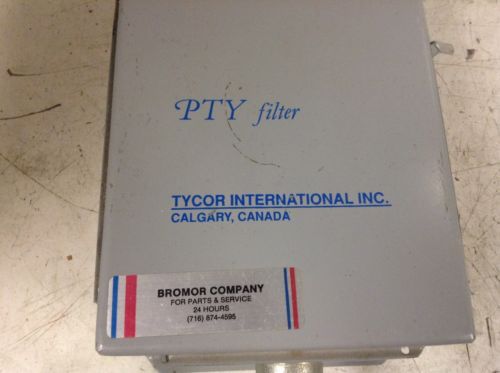 PTY filter
TYCOR INTERNATIONAL INC.
CALGARY, CANADA
BROMOR COMPANY
FOR PARTS & SERVICE
24 HOURS
(716) 874-4595